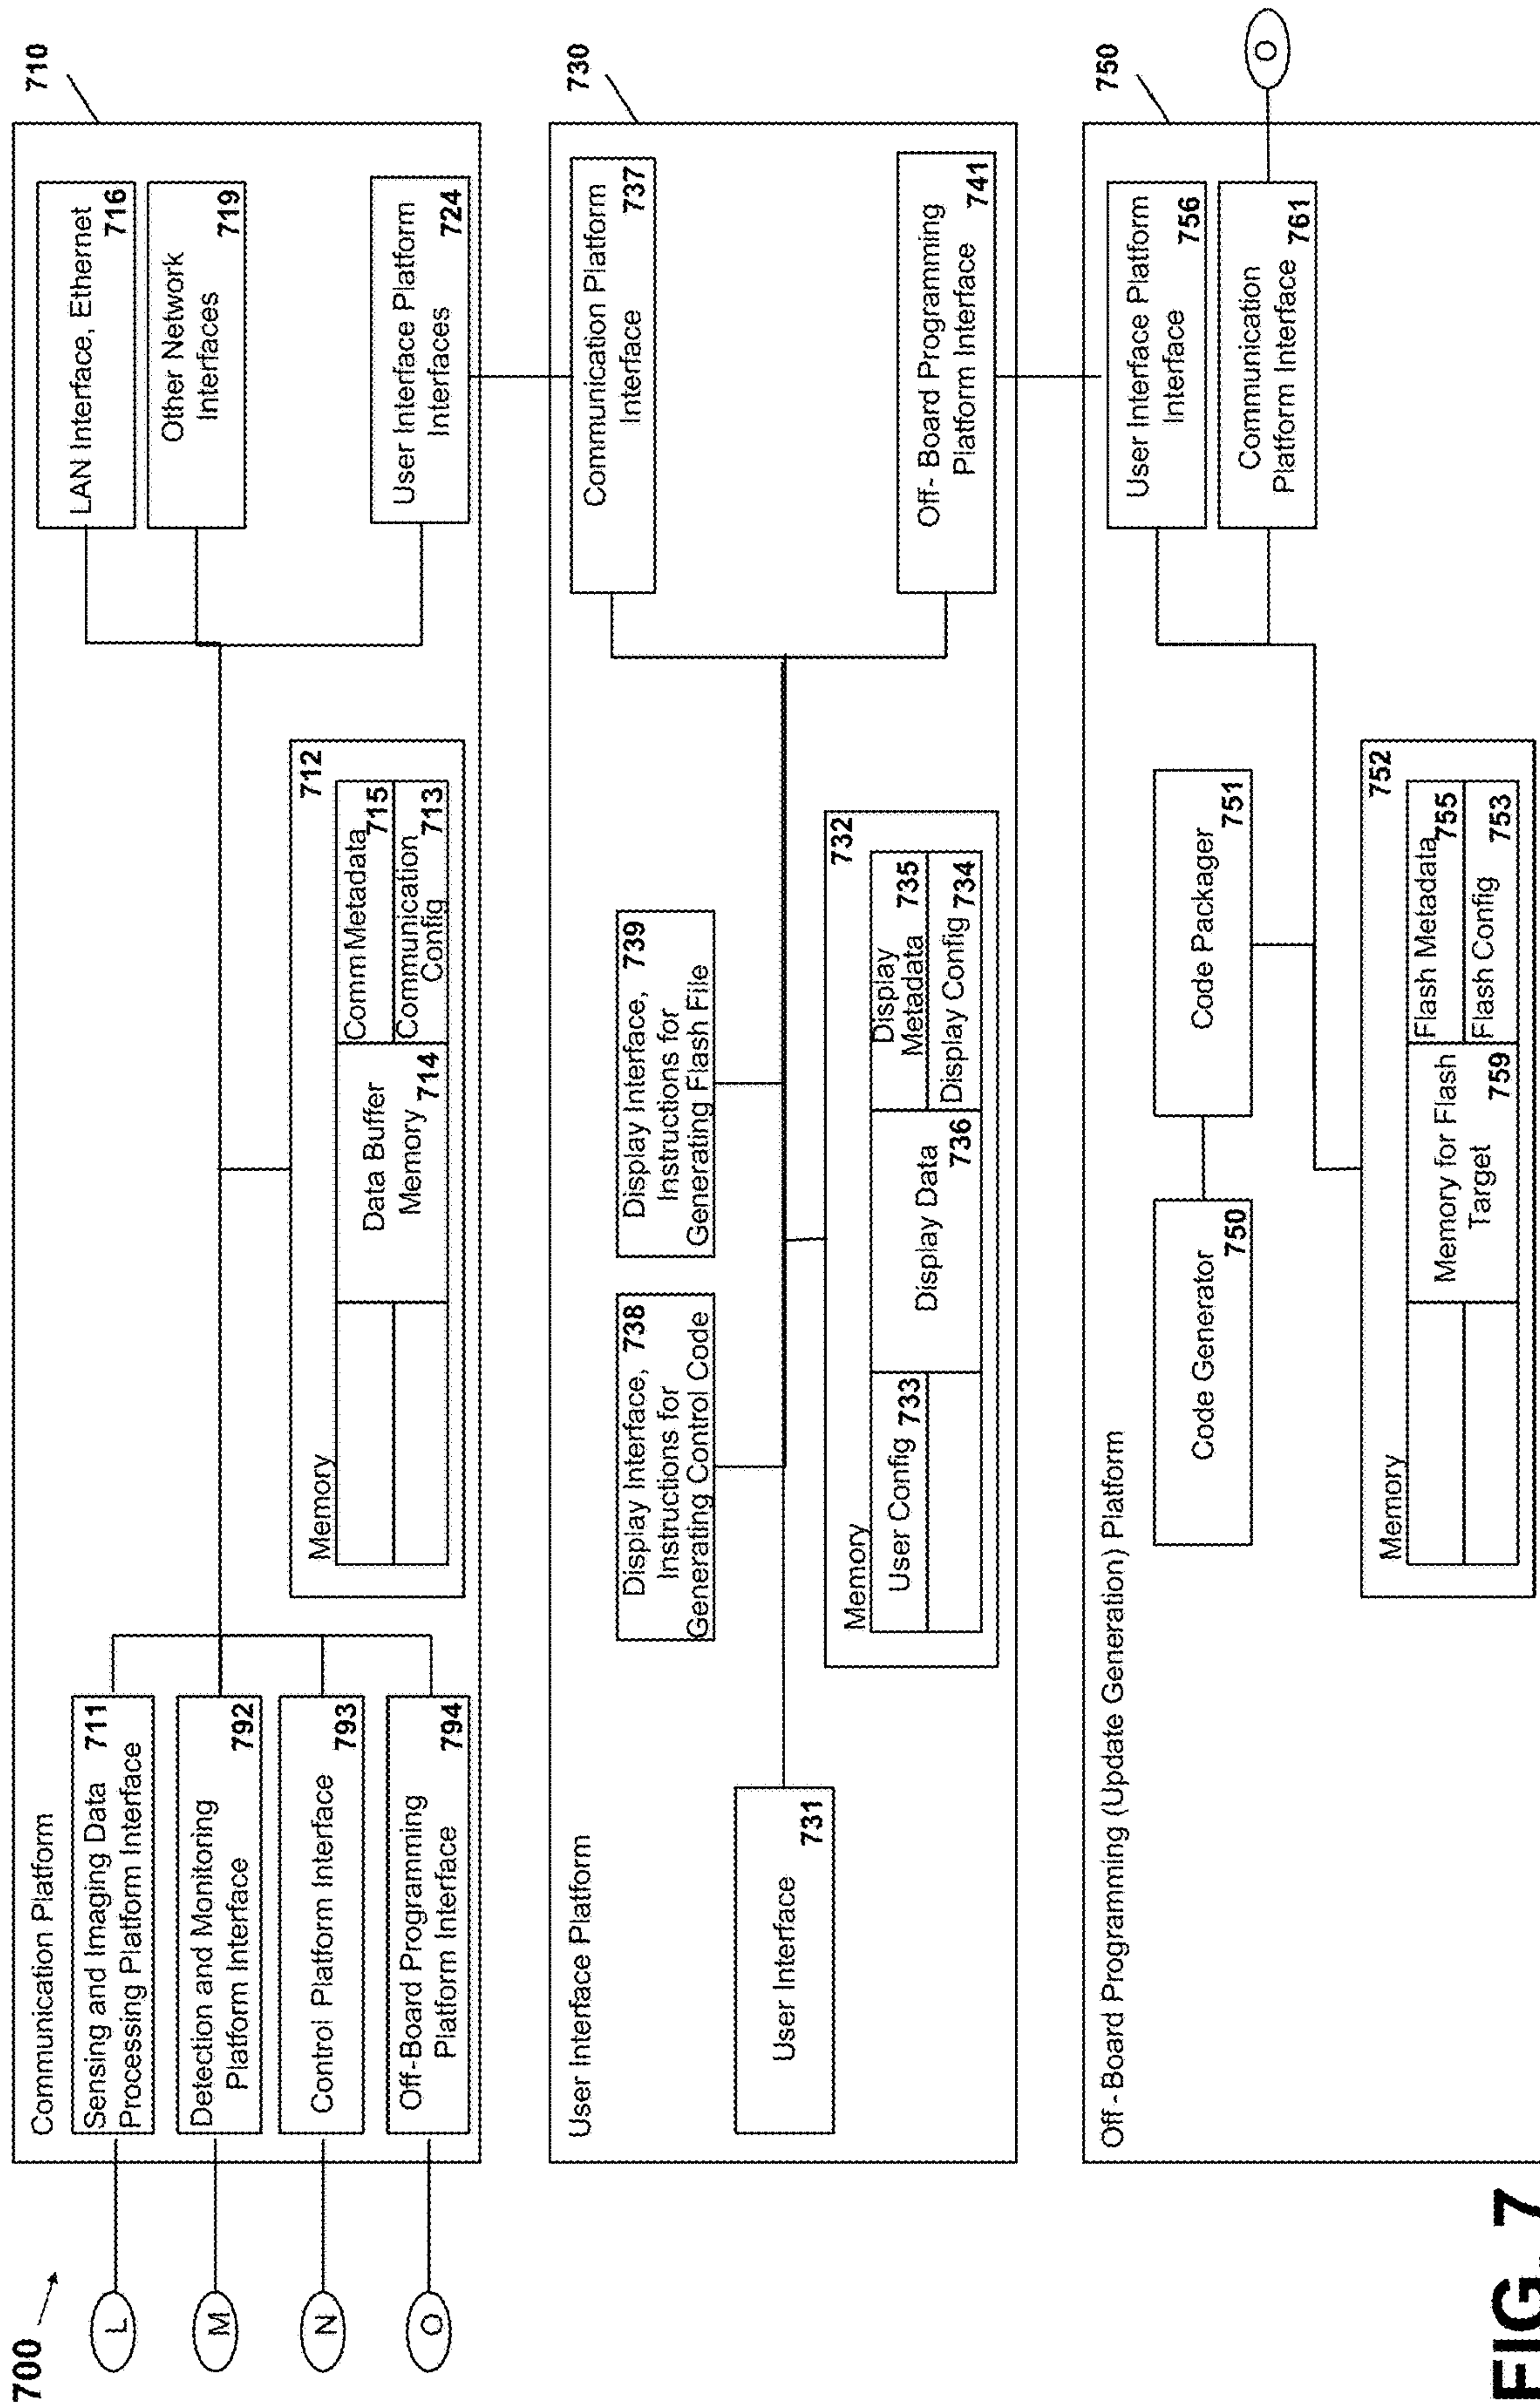 700
710
Communication Platform
L
Sensing and Imaging Data 711
Processing Platform Interface
M
Detection and Monitoring
Platform Interface
792
N
Control Platform Interface
793
O
Off-Board Programming
Platform Interface
794
Memory
712
Data Buffer
Memory 714
Comm Metadata
715
Communication
Config 713
LAN Interface, Ethernet
716
Other Network
Interfaces
719
User Interface Platform
Interfaces
724
730
User Interface Platform
User Interface
731
Display Interface, 738
Instructions for
Generating Control Code
Display Interface, 739
Instructions for
Generating Flash File
Memory
732
User Config 733
Display Data
736
Display
Metadata 735
Display Config 734
Communication Platform
Interface
737
Off- Board Programming
Platform Interface
741
750
Off - Board Programming (Update Generation) Platform
Code Generator
750
Code Packager
751
Memory
752
Memory for Flash
Target
759
Flash Metadata
755
Flash Config 753
User Interface Platform
Interface
756
Communication
Platform Interface 761
O
FIG. 7